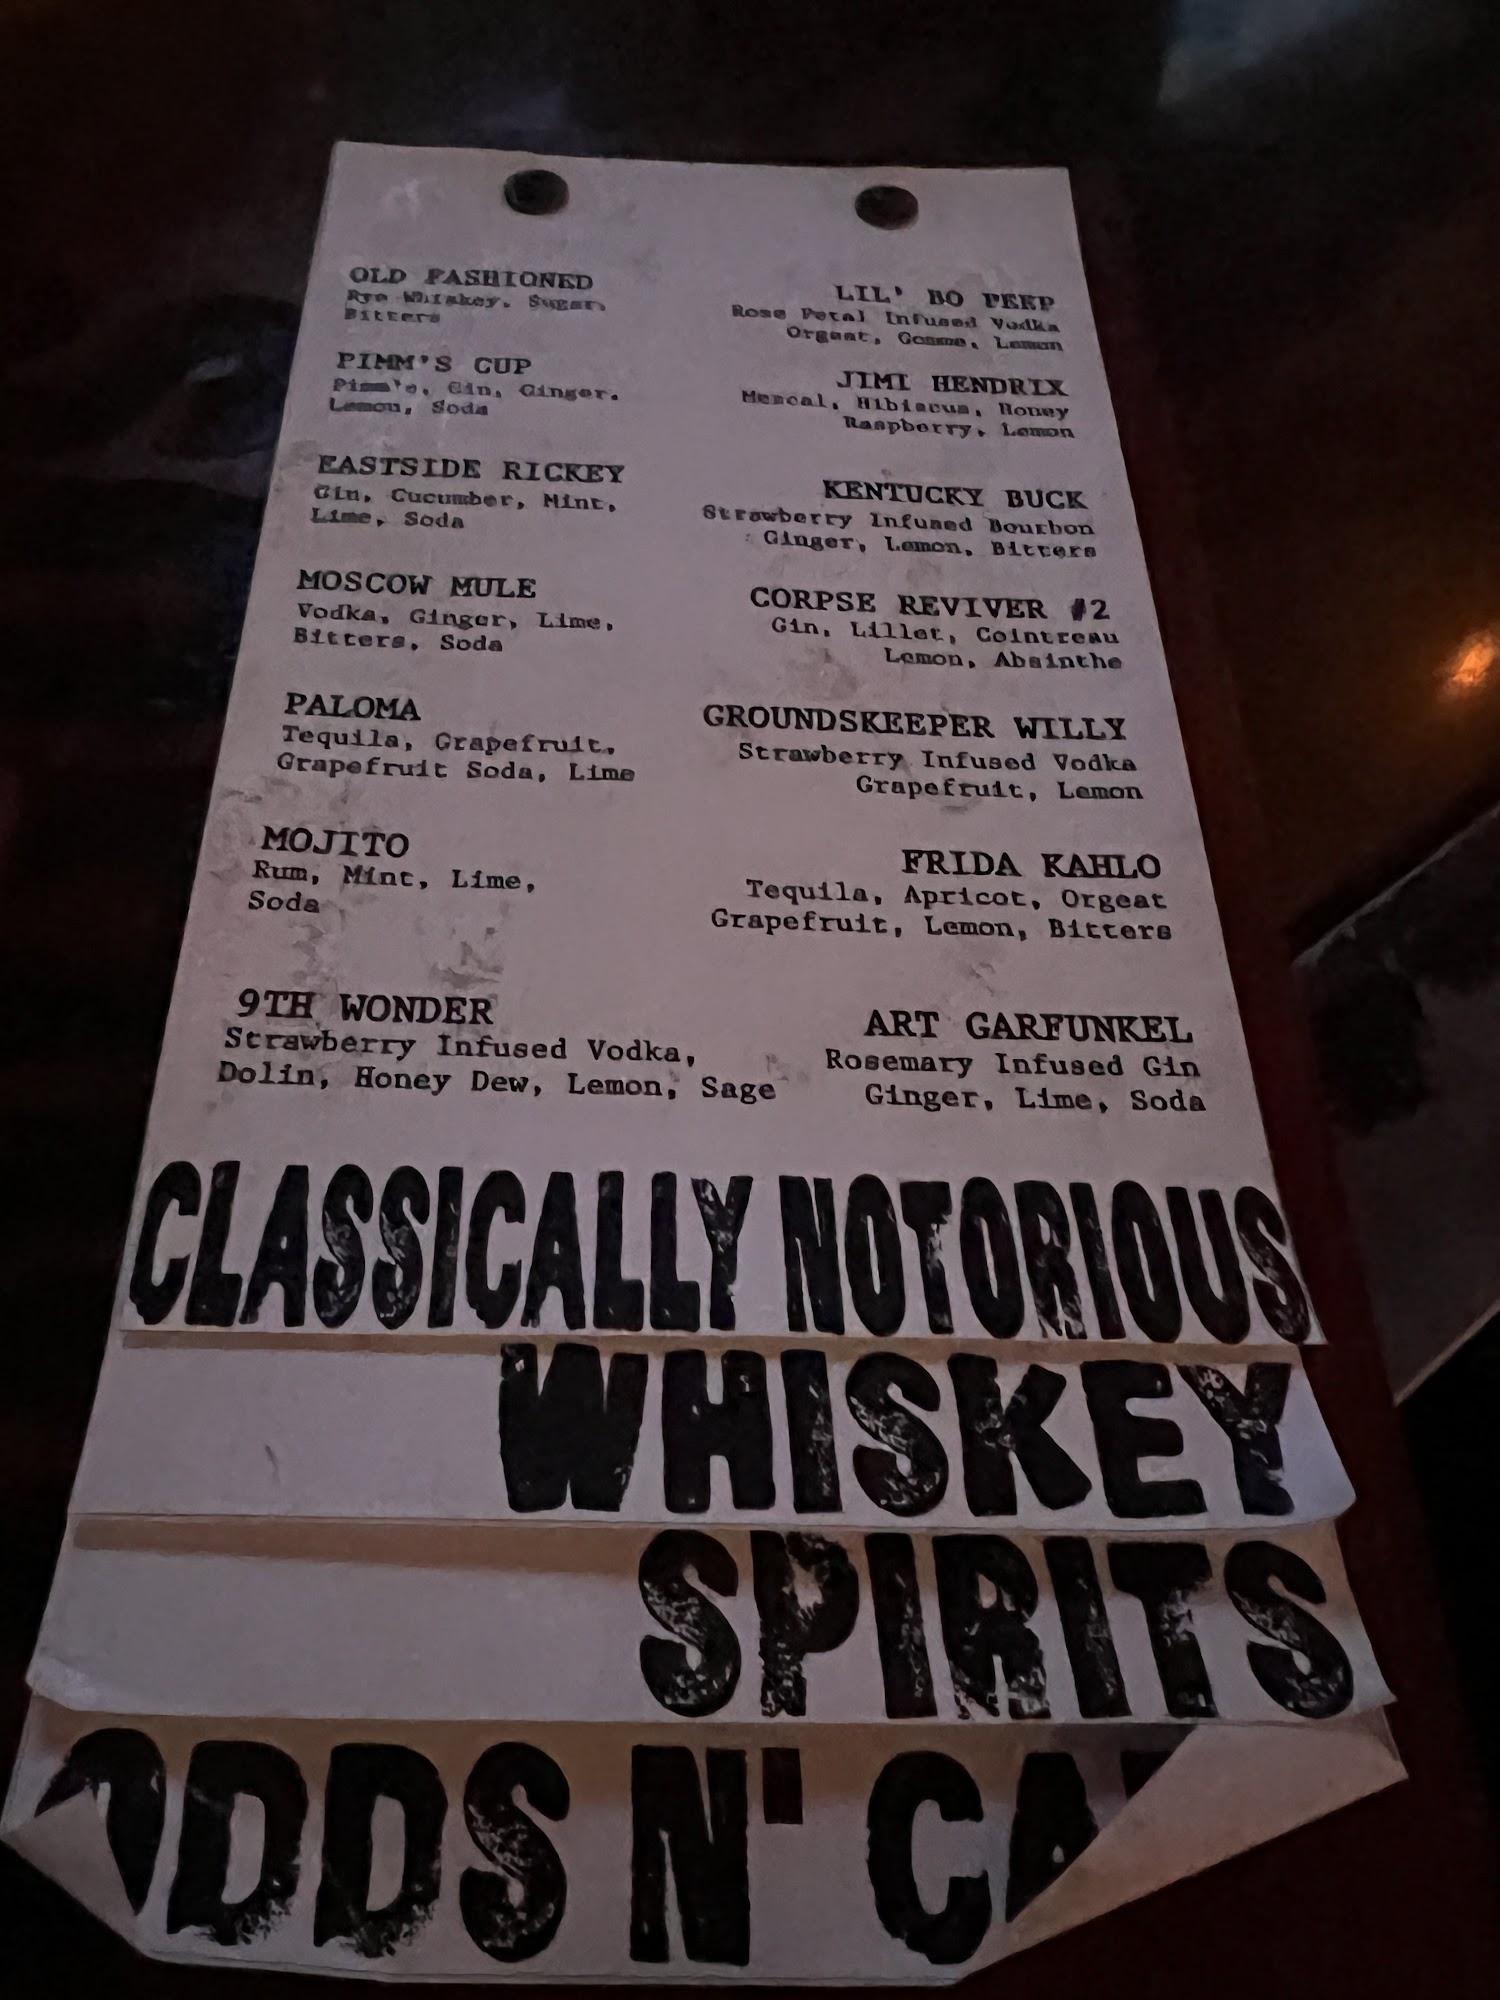 OLD FASHIONED
Rye Whiskey, Sugar,
Bitters
PIMM'S CUP
Pimm's, Gin, Ginger,
Lemon, Soda
EASTSIDE RICKEY
Gin, Cucumber, Mint,
Lime, Soda
MOSCOW MULE
Vodka, Ginger, Lime,
Bitters, Soda
PALOMA
Tequila, Grapefruit,
Grapefruit Soda, Lime
MOJITO
Rum, Mint, Lime,
Soda
9TH WONDER
Strawberry Infused Vodka,
Dolin, Honey Dew, Lemon, Sage
LIL' BO PEEP
Rose Petal Infused Vodka
Orgeat, Lemon
JIMI HENDRIX
Mezcal, Hibiscus, Honey
Raspberry, Lemon
KENTUCKY BUCK
Strawberry Infused Bourbon
Ginger, Lemon, Bitters
CORPSE REVIVER #2
Gin, Lillet, Cointreau
Lemon, Absinthe
GROUNDSKEEPER WILLY
Strawberry Infused Vodka
Grapefruit, Lemon
FRIDA KAHLO
Tequila, Apricot, Orgeat
Grapefruit, Lemon, Bitters
ART GARFUNKEL
Rosemary Infused Gin
Ginger, Lime, Soda
CLASSICALLY NOTORIOUS
WHISKEY
SPIRITS
ODDS N'